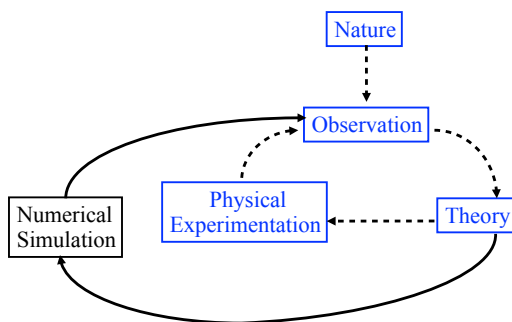 Nature
Observation
Physical
Experimentation
Theory
Numerical
Simulation